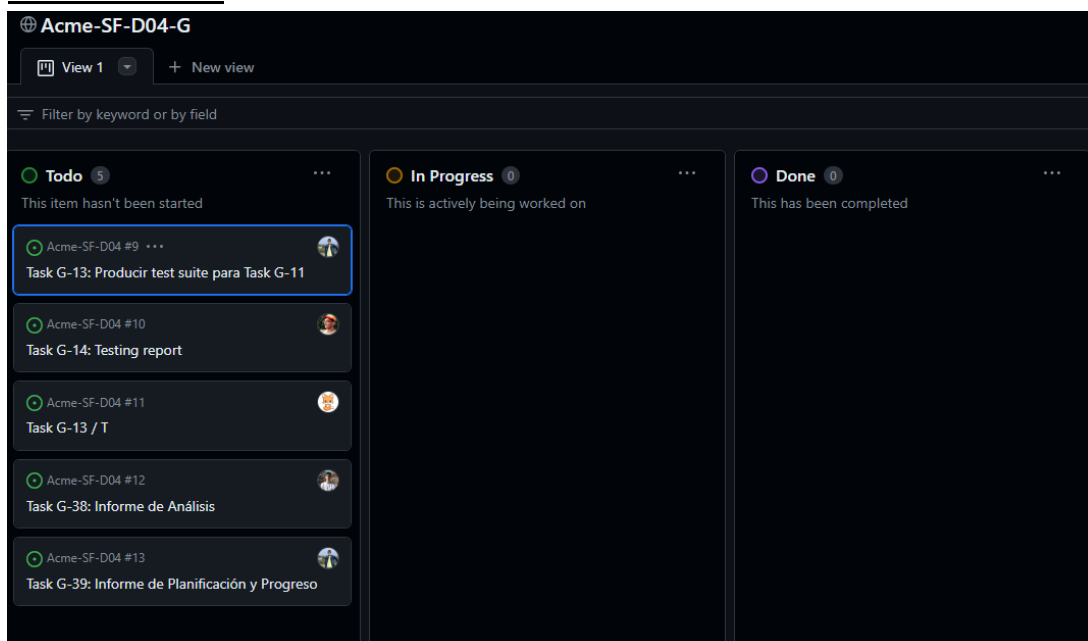 Acme-SF-D04-G
View 1
+ New view
Filter by keyword or by field
Todo 5 ...
This item hasn't been started
Acme-SF-D04 #9 ...
Task G-13: Producir test suite para Task G-11
Acme-SF-D04 #10
Task G-14: Testing report
Acme-SF-D04 #11
Task G-13 / T
Acme-SF-D04 #12
Task G-38: Informe de Análisis
Acme-SF-D04 #13
Task G-39: Informe de Planificación y Progreso
In Progress 0 ...
This is actively being worked on
Done 0 ...
This has been completed